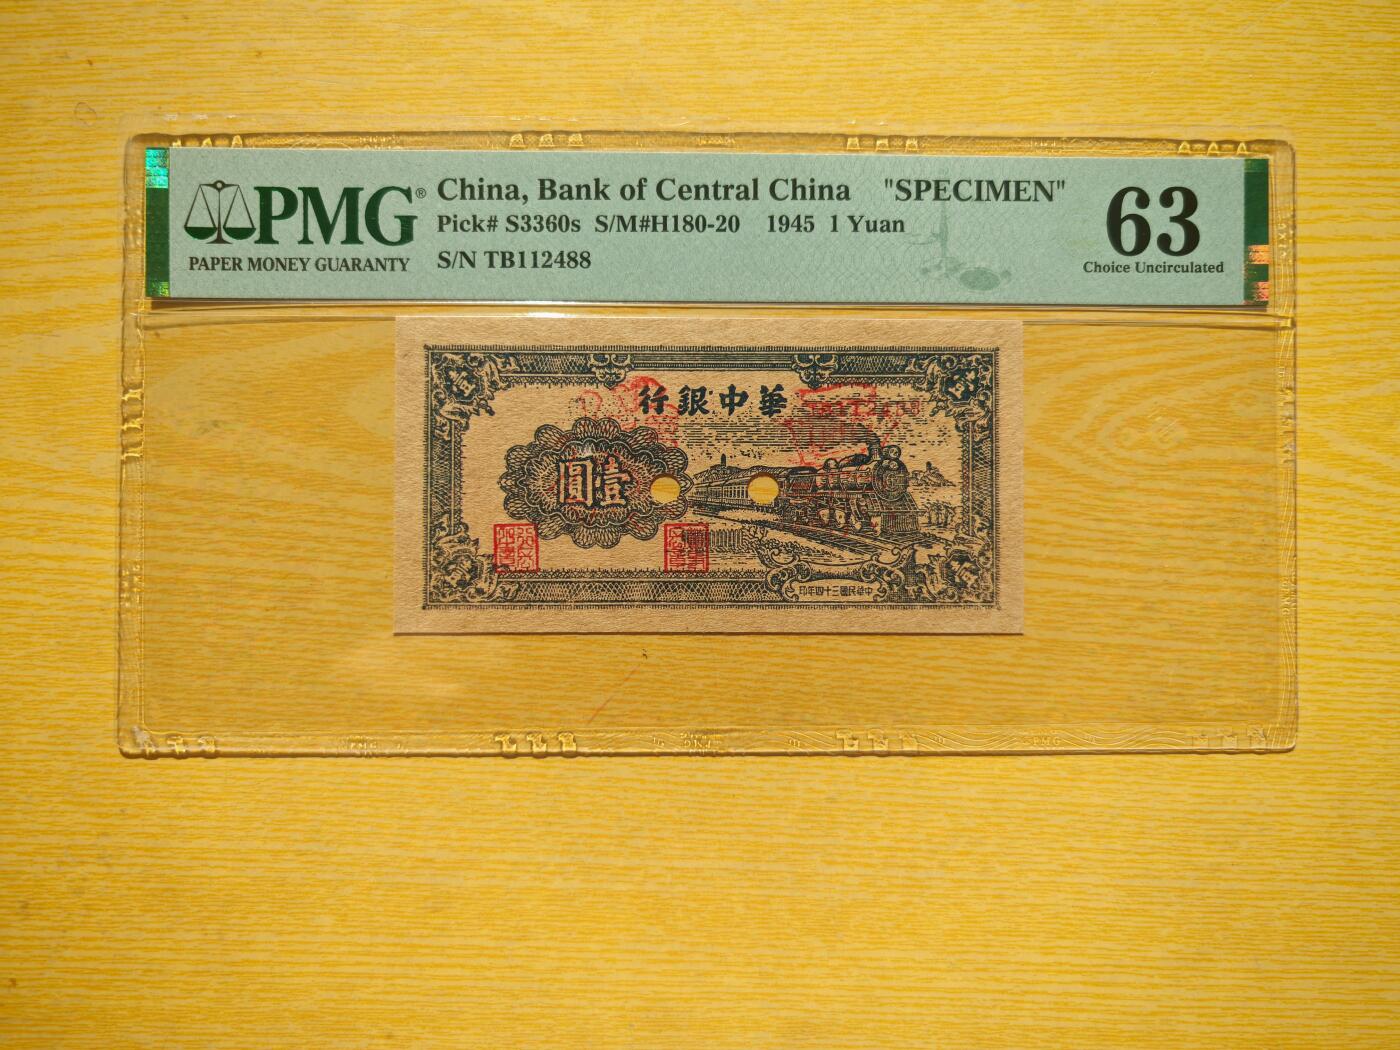 PMG®
PAPER MONEY GUARANTY
China, Bank of Central China "SPECIMEN"
Pick# S3360s S/M#H180-20 1945 1 Yuan
S/N TB112488
63
Choice Uncirculated
行銀中華
圓壹
印年四十三國民華中